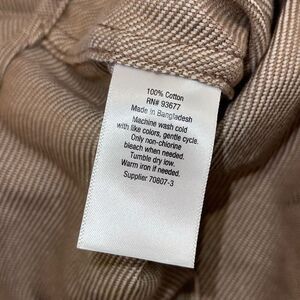 100% Cotton
RN# 93677
Made in Bangladesh
Machine wash cold
with like colors, gentle cycle.
Only non-chlorine
bleach when needed.
Tumble dry low.
Warm iron if needed.
Supplier 70807-3